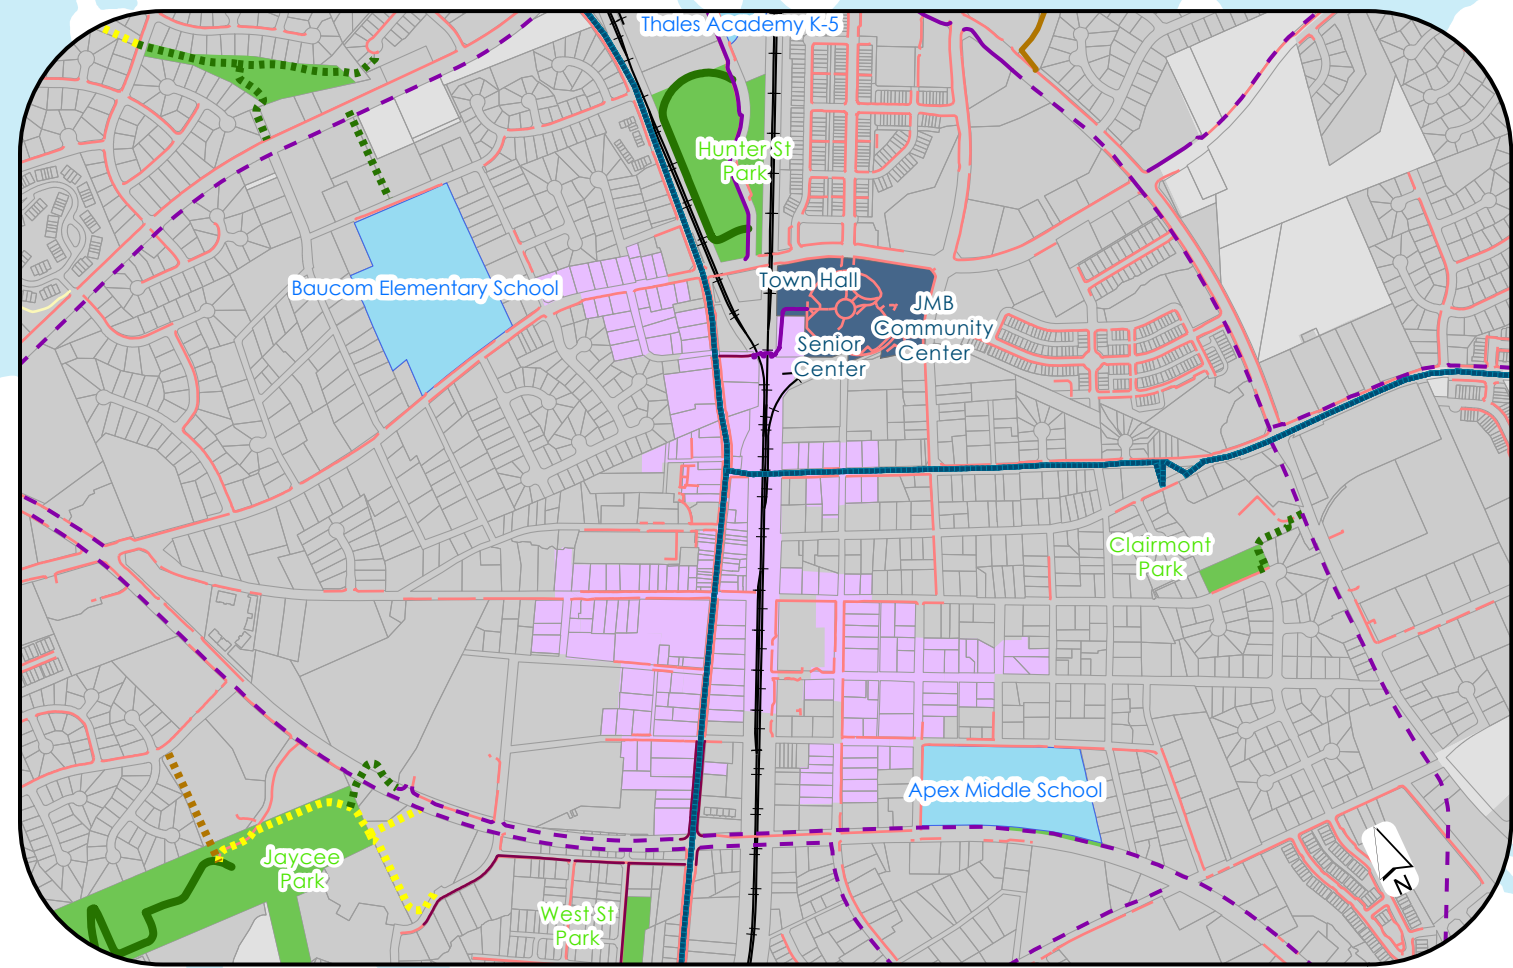 Thales Academy K-5
Hunter St
Park
Town Hall
Baucom Elementary School
JMB
Community
Center
Senior
Center
Clairmont
Park
Apex Middle School
Jaycee
Park
West St
Park
N